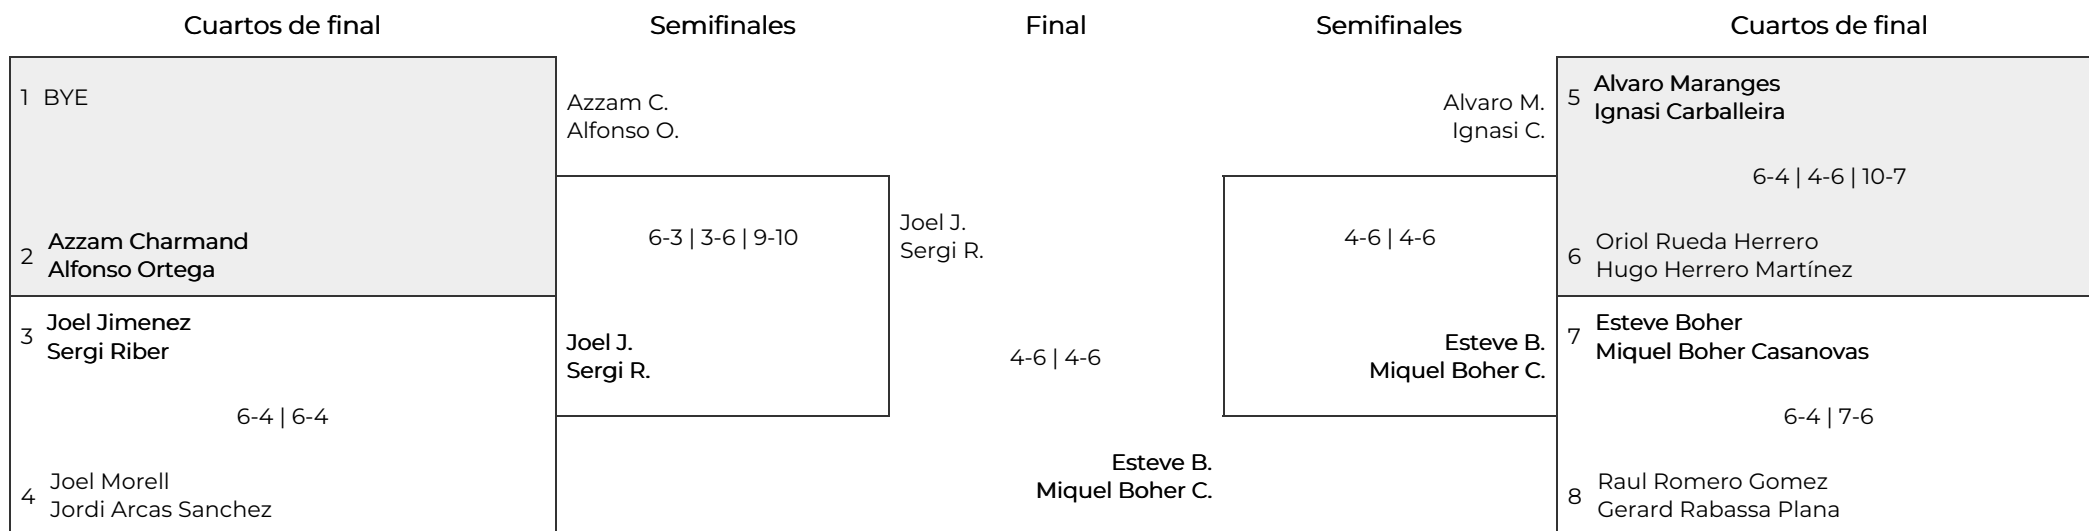 Cuartos de final
Semifinales
Final
Semifinales
Cuartos de final
1 BYE
2 Azzam Charmand
Alfonso Ortega
3 Joel Jimenez
Sergi Riber
6-4 | 6-4
4 Joel Morell
Jordi Arcas Sanchez
Azzam C.
Alfonso O.
6-3 | 3-6 | 9-10
Joel J.
Sergi R.
Joel J.
Sergi R.
4-6 | 4-6
Esteve B.
Miquel Boher C.
Alvaro M.
Ignasi C.
4-6 | 4-6
Esteve B.
Miquel Boher C.
5 Alvaro Maranges
Ignasi Carballeira
6-4 | 4-6 | 10-7
6 Oriol Rueda Herrero
Hugo Herrero Martínez
7 Esteve Boher
Miquel Boher Casanovas
6-4 | 7-6
8 Raul Romero Gomez
Gerard Rabassa Plana